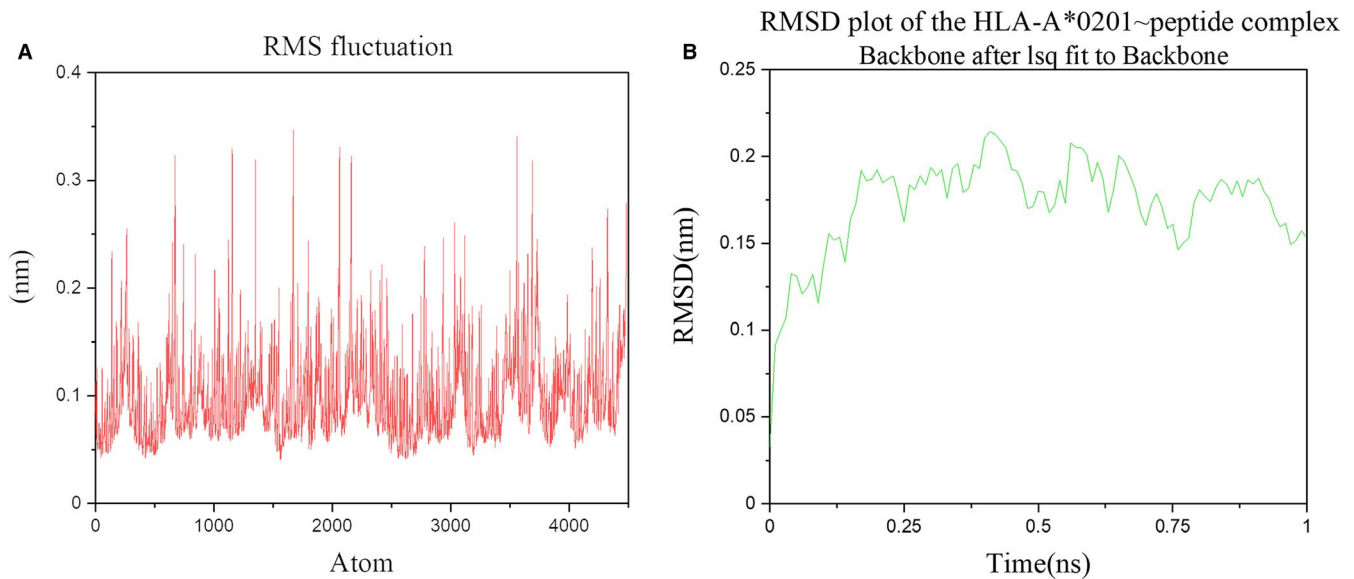 A
RMS fluctuation
0.4
0.3
0.2
0.1
0
(nm)
0 1000 2000 3000 4000
Atom
B
RMSD plot of the HLA-A*0201~peptide complex
Backbone after lsq fit to Backbone
0.25
0.2
0.15
0.1
0.05
0
RMSD(nm)
0 0.25 0.5 0.75 1
Time(ns)